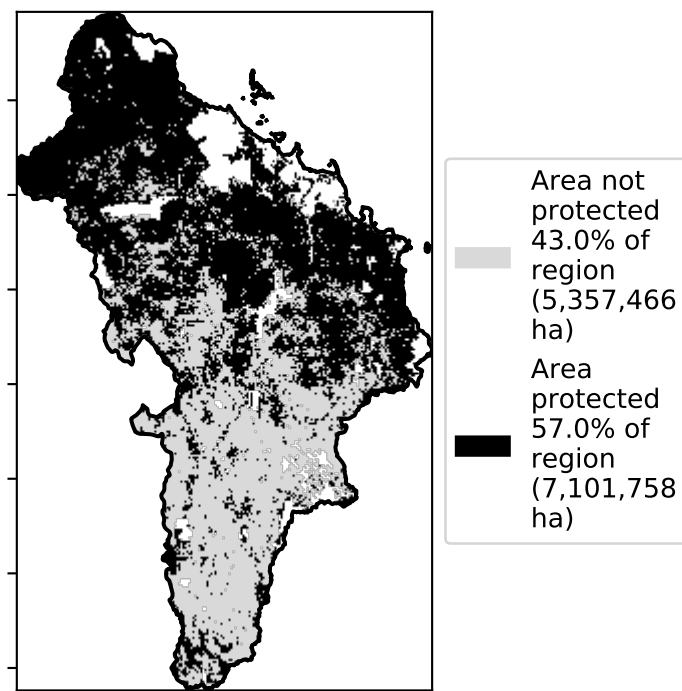 Area not
protected
43.0% of
region
(5,357,466
ha)
Area
protected
57.0% of
region
(7,101,758
ha)